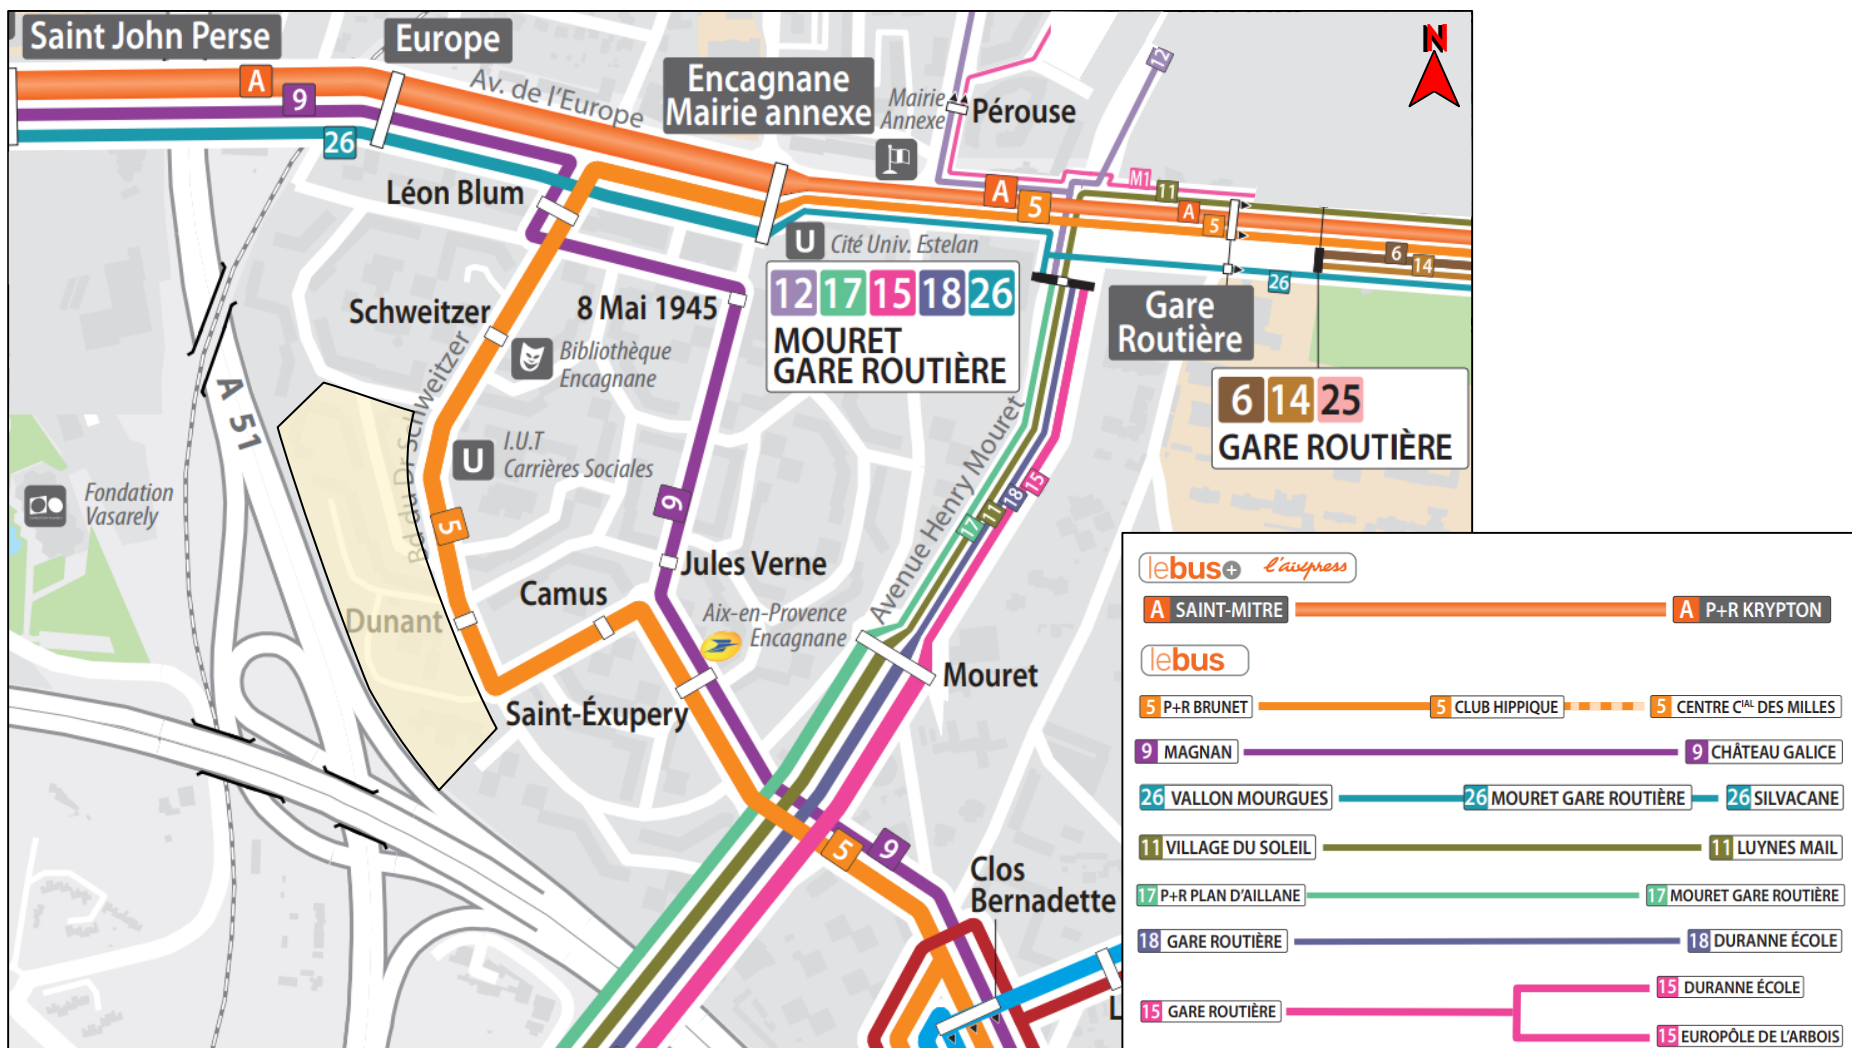 Saint John Perse
Europe
Av. de l'Europe
Encagnane
Mairie annexe
Mairie
Annexe
Pérouse
12
N
A
9
26
Léon Blum
A
5
M1
11
A
5
6
14
26
U Cité Univ. Estelan
Schweitzer
8 Mai 1945
12 17 15 18 26
MOURET
GARE ROUTIÈRE
Gare
Routière
Bibliothèque
Encagnane
6 14 25
GARE ROUTIÈRE
A 51
Bd du Dr Schweitzer
U I.U.T
Carrières Sociales
Fondation
Vasarely
5
9
Avenue Henry Mouret
17
11
18
15
Jules Verne
Camus
Dunant
Aix-en-Provence
Encagnane
Saint-Éxupery
Mouret
5
9
Clos
Bernadette
L
lebus+ l'aixpress
A SAINT-MITRE A P+R KRYPTON
lebus
5 P+R BRUNET 5 CLUB HIPPIQUE 5 CENTRE CIAL DES MILLES
9 MAGNAN 9 CHÂTEAU GALICE
26 VALLON MOURGUES 26 MOURET GARE ROUTIÈRE 26 SILVACANE
11 VILLAGE DU SOLEIL 11 LUYNES MAIL
17 P+R PLAN D'AILLANE 17 MOURET GARE ROUTIÈRE
18 GARE ROUTIÈRE 18 DURANNE ÉCOLE
15 DURANNE ÉCOLE
15 GARE ROUTIÈRE
15 EUROPÔLE DE L'ARBOIS